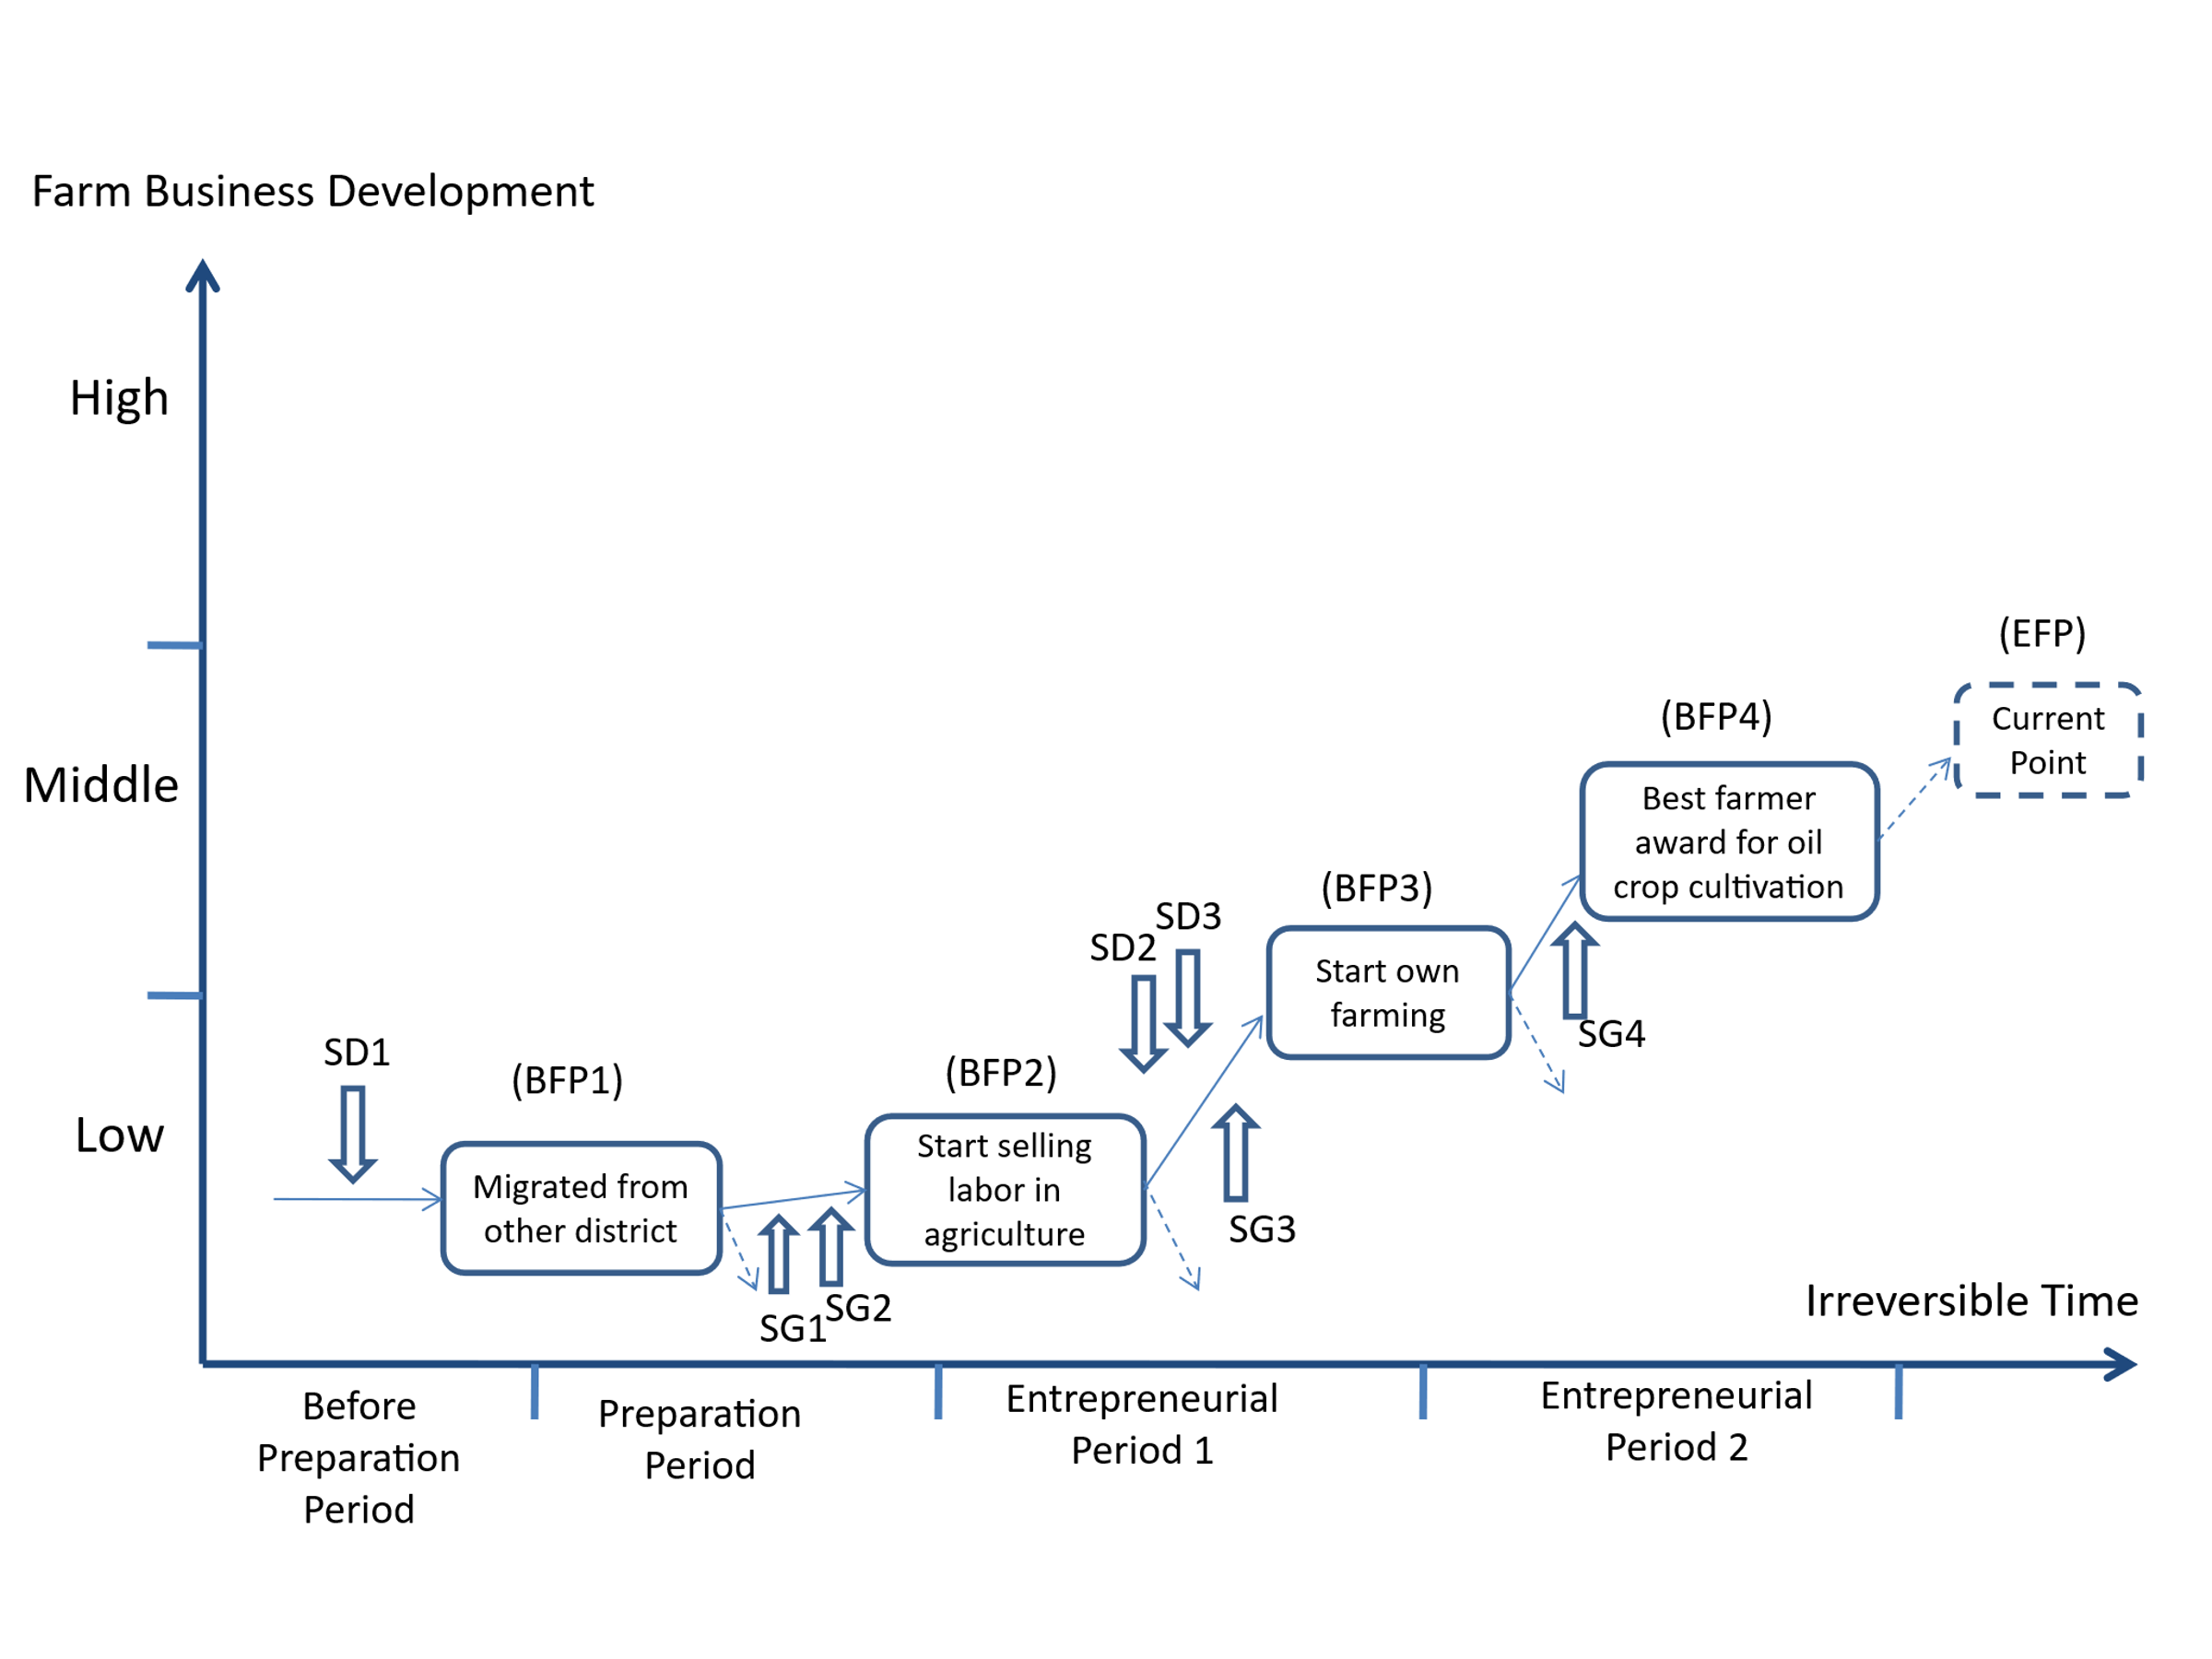 Farm Business Development
High
(EFP)
Current
Point
(BFP4)
Middle
Best farmer
award for oil
crop cultivation
(BFP3)
SD3
SD2
Start own
farming
SG4
SD1
(BFP1)
(BFP2)
Low
Start selling
labor in
agriculture
Migrated from
other district
SG3
SG2
SG1
Irreversible Time
Before
Preparation
Period
Preparation
Period
Entrepreneurial
Period 1
Entrepreneurial
Period 2